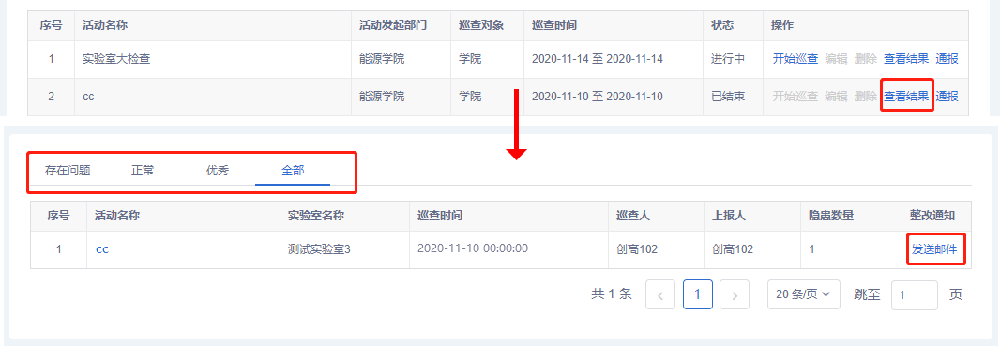 序号 活动名称 活动发起部门 巡查对象 巡查时间 状态 操作
1 实验室大检查 能源学院 学院 2020-11-14 至 2020-11-14 进行中 开始巡查 编辑 删除 查看结果 通报
2 cc 能源学院 学院 2020-11-10 至 2020-11-10 已结束 开始巡查 编辑 删除 查看结果 通报
存在问题 正常 优秀 全部
序号 活动名称 实验室名称 巡查时间 巡查人 上报人 隐患数量 整改通知
1 cc 测试实验室3 2020-11-10 00:00:00 创高102 创高102 1 发送邮件
共 1 条 1 20 条/页 跳至 1 页